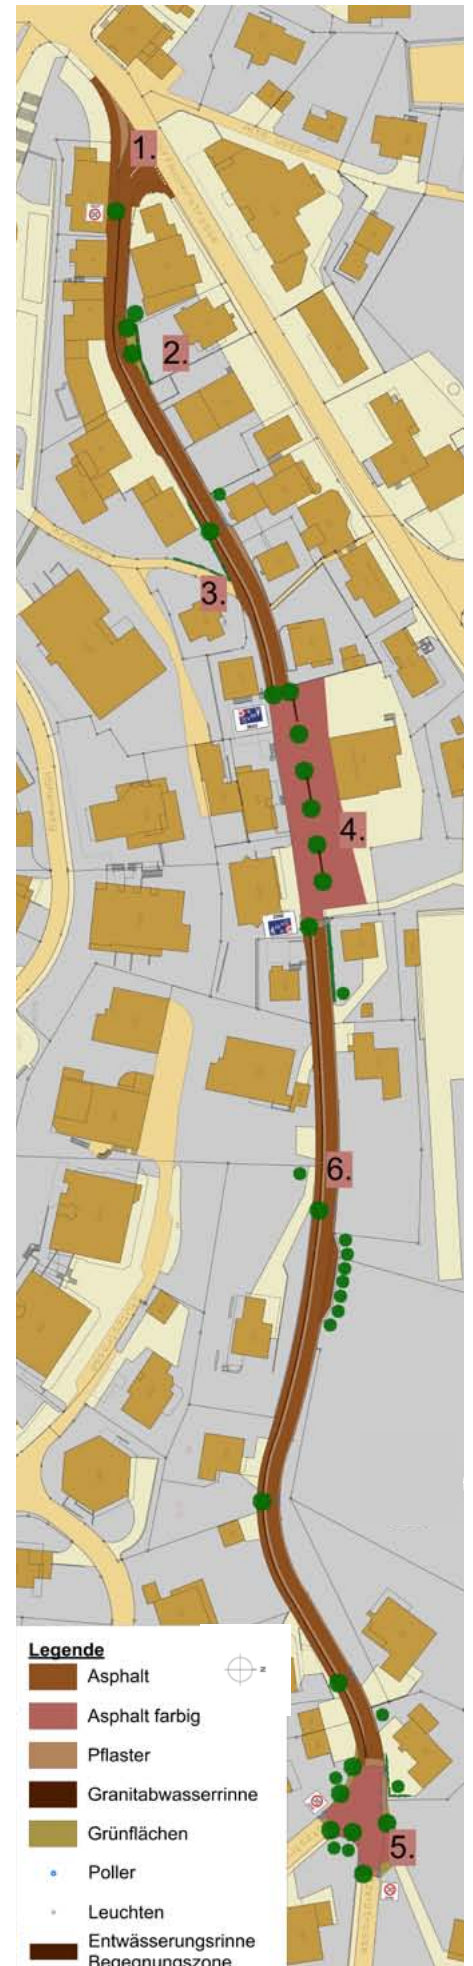 1.
2.
3.
4.
6.
5.
Legende
Asphalt
Asphalt farbig
Pflaster
Granitabwasserrinne
Grünflächen
Poller
Leuchten
Entwässerungsrinne
Begegnungszone
N